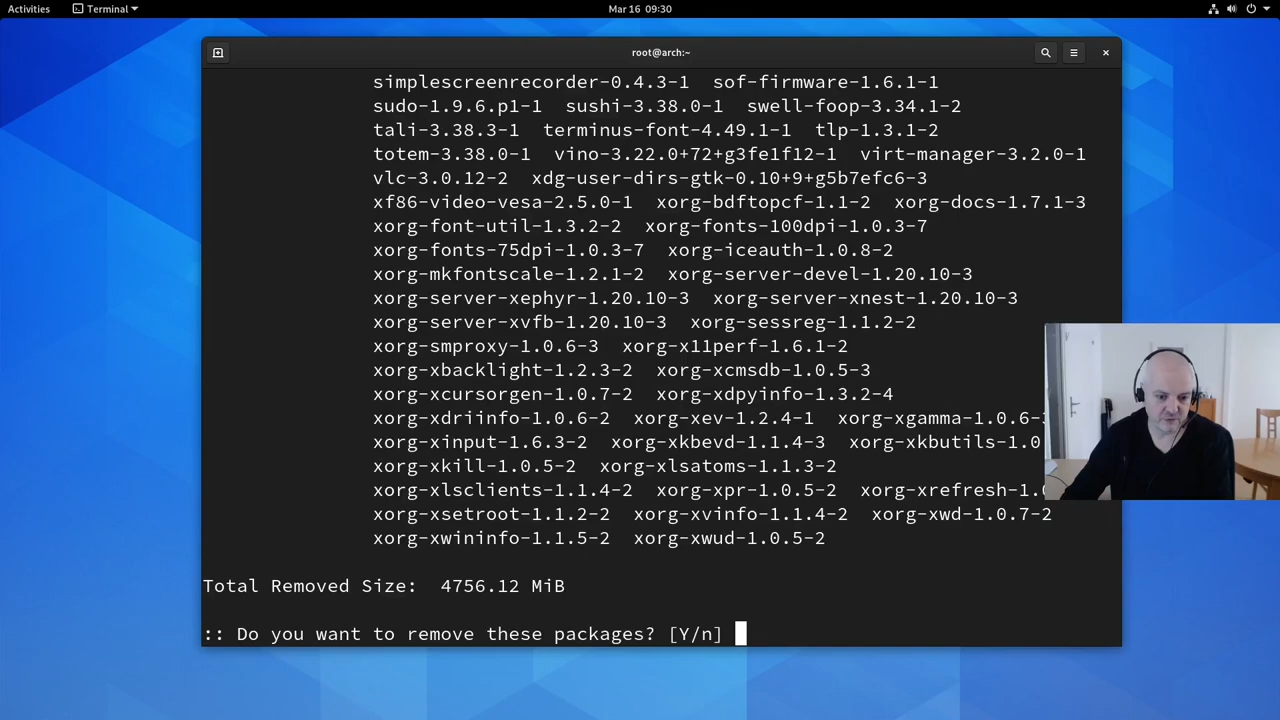 Activities Terminal Mar 16 09:30
root@arch:~
simplescreenrecorder-0.4.3-1 sof-firmware-1.6.1-1
sudo-1.9.6.p1-1 sushi-3.38.0-1 swell-foop-3.34.1-2
tali-3.38.3-1 terminus-font-4.49.1-1 tlp-1.3.1-2
totem-3.38.0-1 vino-3.22.0+72+g3fe1f12-1 virt-manager-3.2.0-1
vlc-3.0.12-2 xdg-user-dirs-gtk-0.10+9+g5b7efc6-3
xf86-video-vesa-2.5.0-1 xorg-bdftopcf-1.1-2 xorg-docs-1.7.1-3
xorg-font-util-1.3.2-2 xorg-fonts-100dpi-1.0.3-7
xorg-fonts-75dpi-1.0.3-7 xorg-iceauth-1.0.8-2
xorg-mkfontscale-1.2.1-2 xorg-server-devel-1.20.10-3
xorg-server-xephyr-1.20.10-3 xorg-server-xnest-1.20.10-3
xorg-server-xvfb-1.20.10-3 xorg-sessreg-1.1.2-2
xorg-smproxy-1.0.6-3 xorg-x11perf-1.6.1-2
xorg-xbacklight-1.2.3-2 xorg-xcmsdb-1.0.5-3
xorg-xcursorgen-1.0.7-2 xorg-xdpyinfo-1.3.2-4
xorg-xdriinfo-1.0.6-2 xorg-xev-1.2.4-1 xorg-xgamma-1.0.6-3
xorg-xinput-1.6.3-2 xorg-xkbevd-1.1.4-3 xorg-xkbutils-1.0
xorg-xkill-1.0.5-2 xorg-xlsatoms-1.1.3-2
xorg-xlsclients-1.1.4-2 xorg-xpr-1.0.5-2 xorg-xrefresh-1.0
xorg-xsetroot-1.1.2-2 xorg-xvinfo-1.1.4-2 xorg-xwd-1.0.7-2
xorg-xwininfo-1.1.5-2 xorg-xwud-1.0.5-2
Total Removed Size: 4756.12 MiB
:: Do you want to remove these packages? [Y/n]